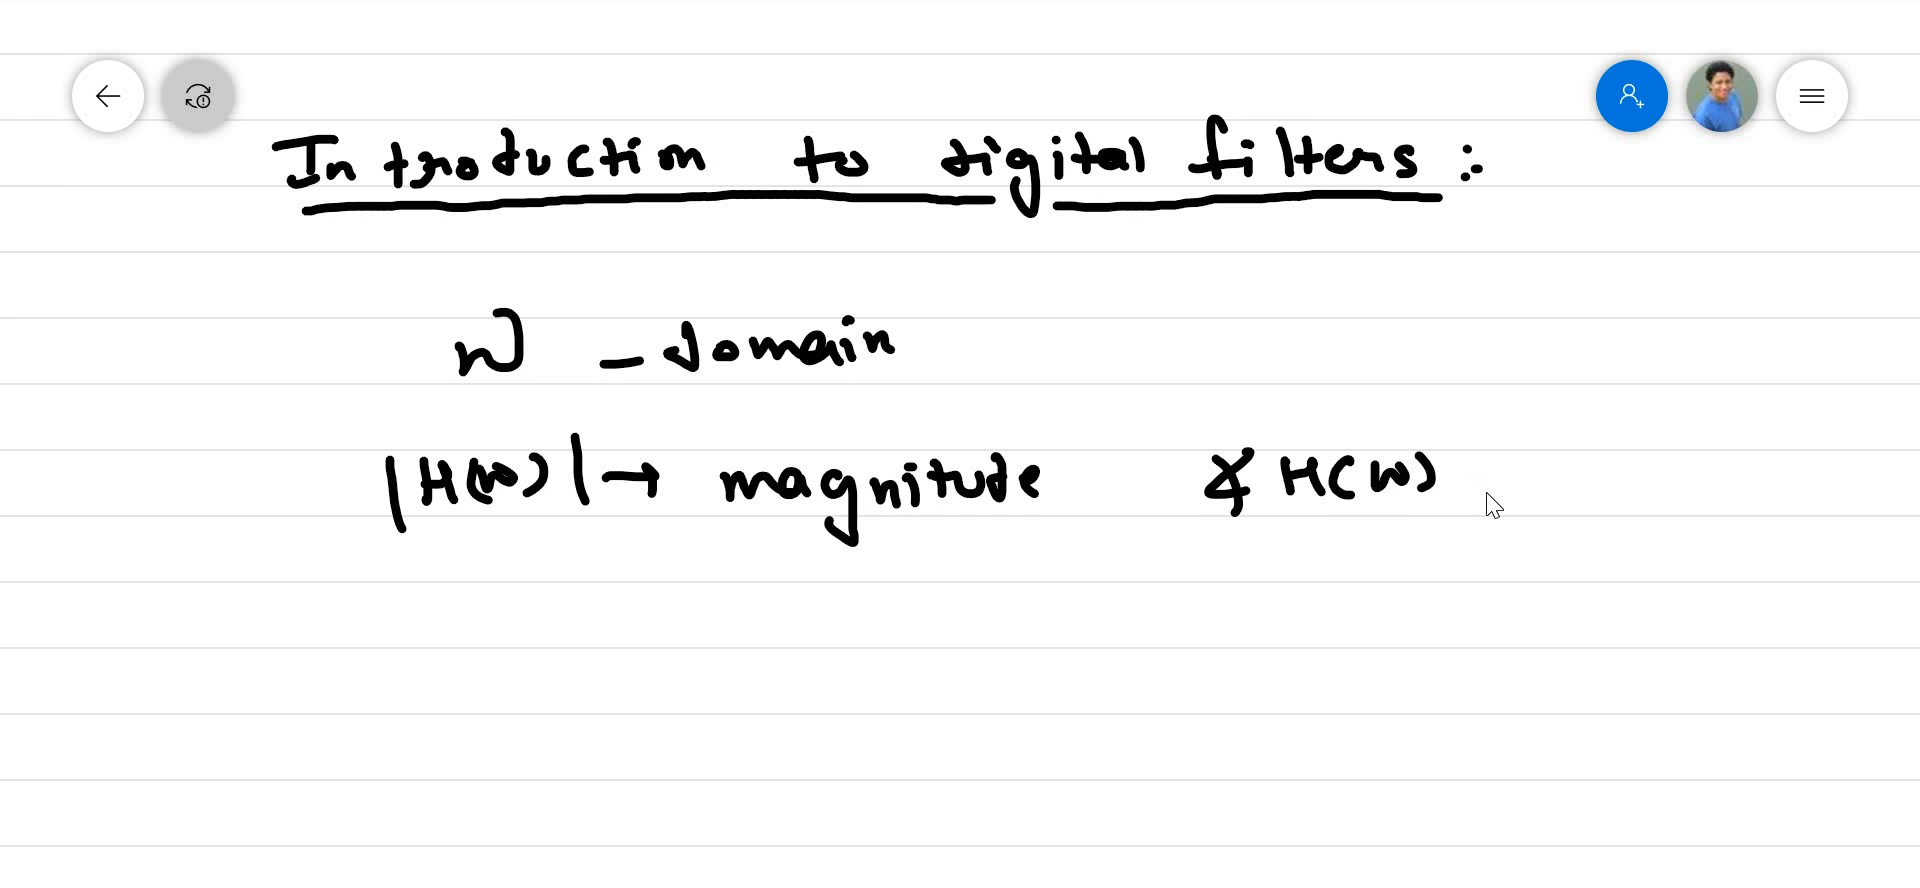 Introduction to digital filters :
ω - domain
|H(ω)| → magnitude ∡ H(ω)